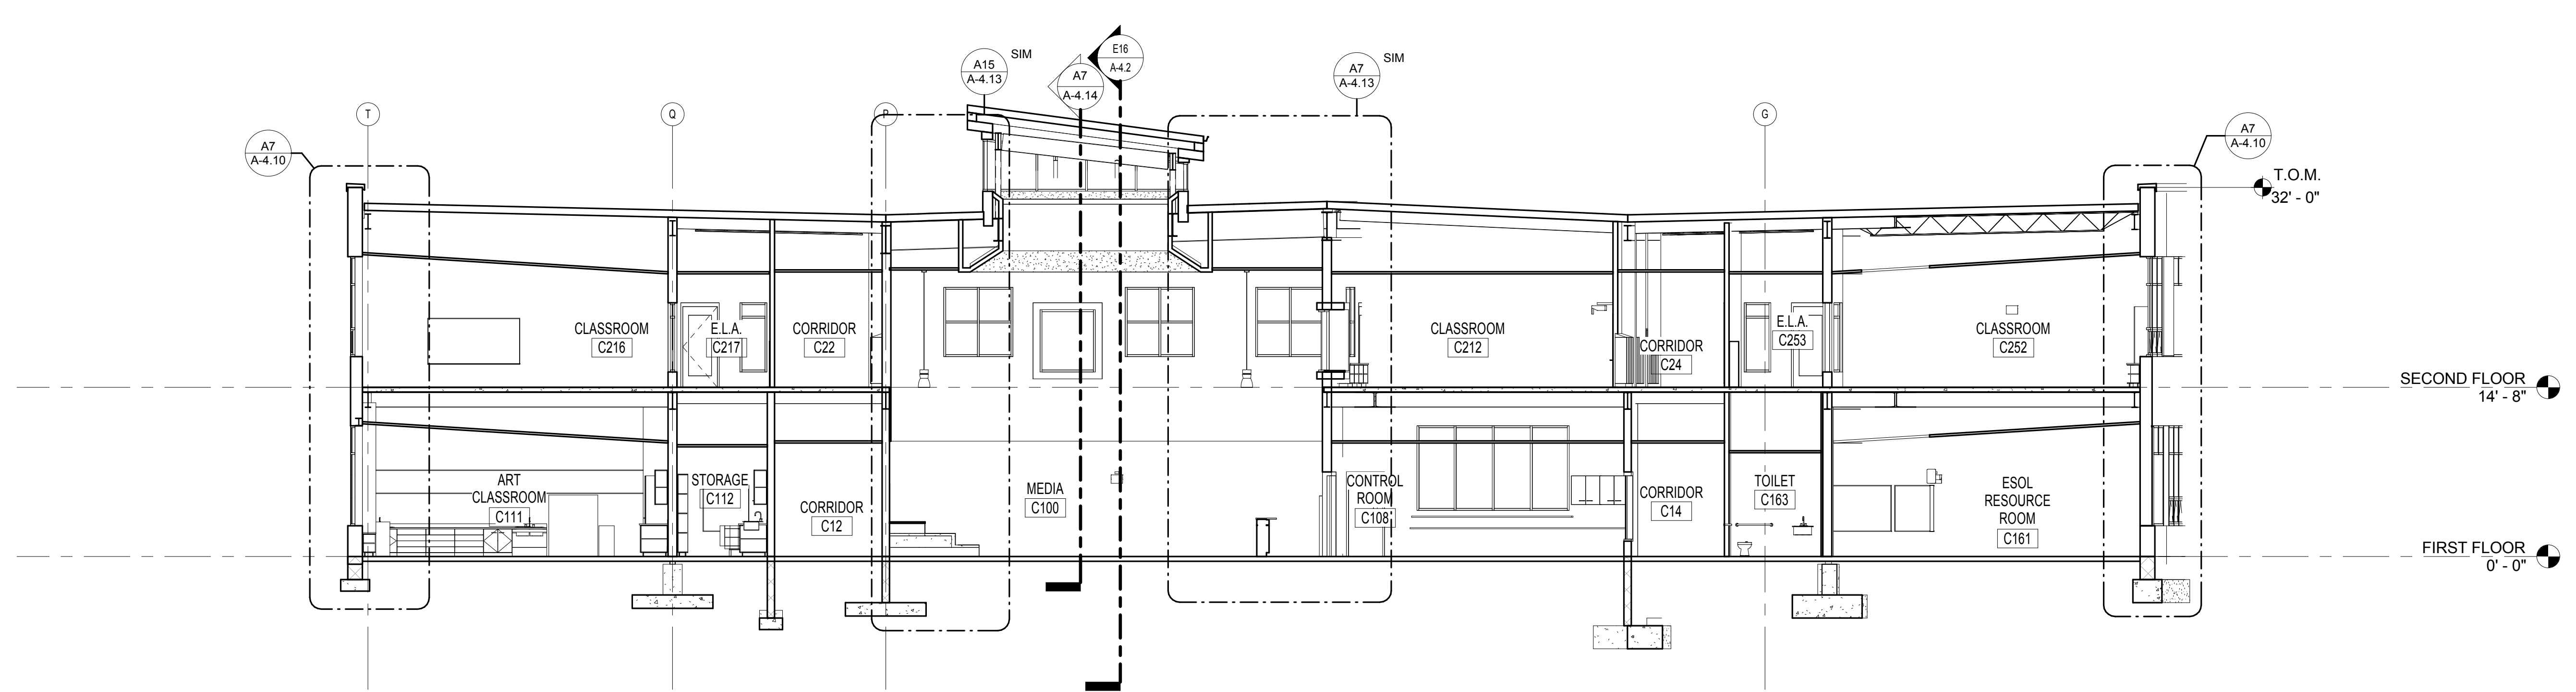 E16
A-4.2
A15
A-4.13
SIM
A7
A-4.14
A7
A-4.13
SIM
T
Q
P
G
A7
A-4.10
A7
A-4.10
T.O.M.
32' - 0"
CLASSROOM
C216
E.L.A.
C217
CORRIDOR
C22
CLASSROOM
C212
CORRIDOR
C24
E.L.A.
C253
CLASSROOM
C252
SECOND FLOOR
14' - 8"
ART
CLASSROOM
C111
STORAGE
C112
CORRIDOR
C12
MEDIA
C100
CONTROL
ROOM
C108
CORRIDOR
C14
TOILET
C163
ESOL
RESOURCE
ROOM
C161
FIRST FLOOR
0' - 0"